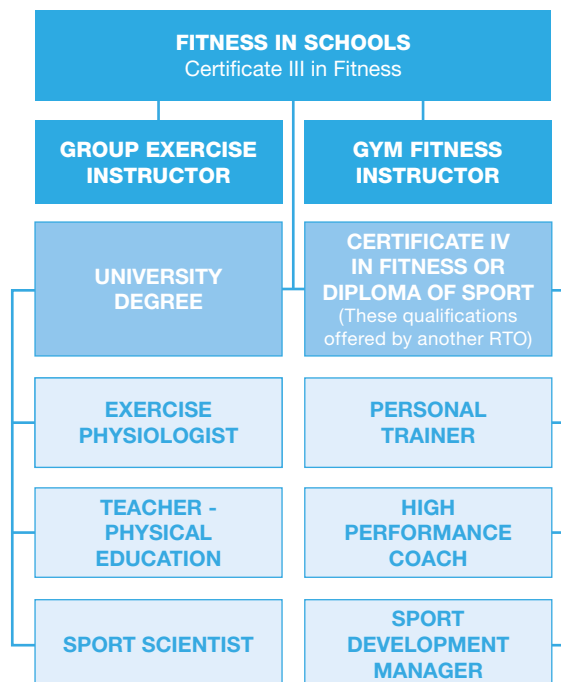 FITNESS IN SCHOOLS
Certificate III in Fitness
GROUP EXERCISE
INSTRUCTOR
GYM FITNESS
INSTRUCTOR
UNIVERSITY
DEGREE
CERTIFICATE IV
IN FITNESS OR
DIPLOMA OF SPORT
(These qualifications
offered by another RTO)
EXERCISE
PHYSIOLOGIST
PERSONAL
TRAINER
TEACHER -
PHYSICAL
EDUCATION
HIGH
PERFORMANCE
COACH
SPORT SCIENTIST
SPORT
DEVELOPMENT
MANAGER